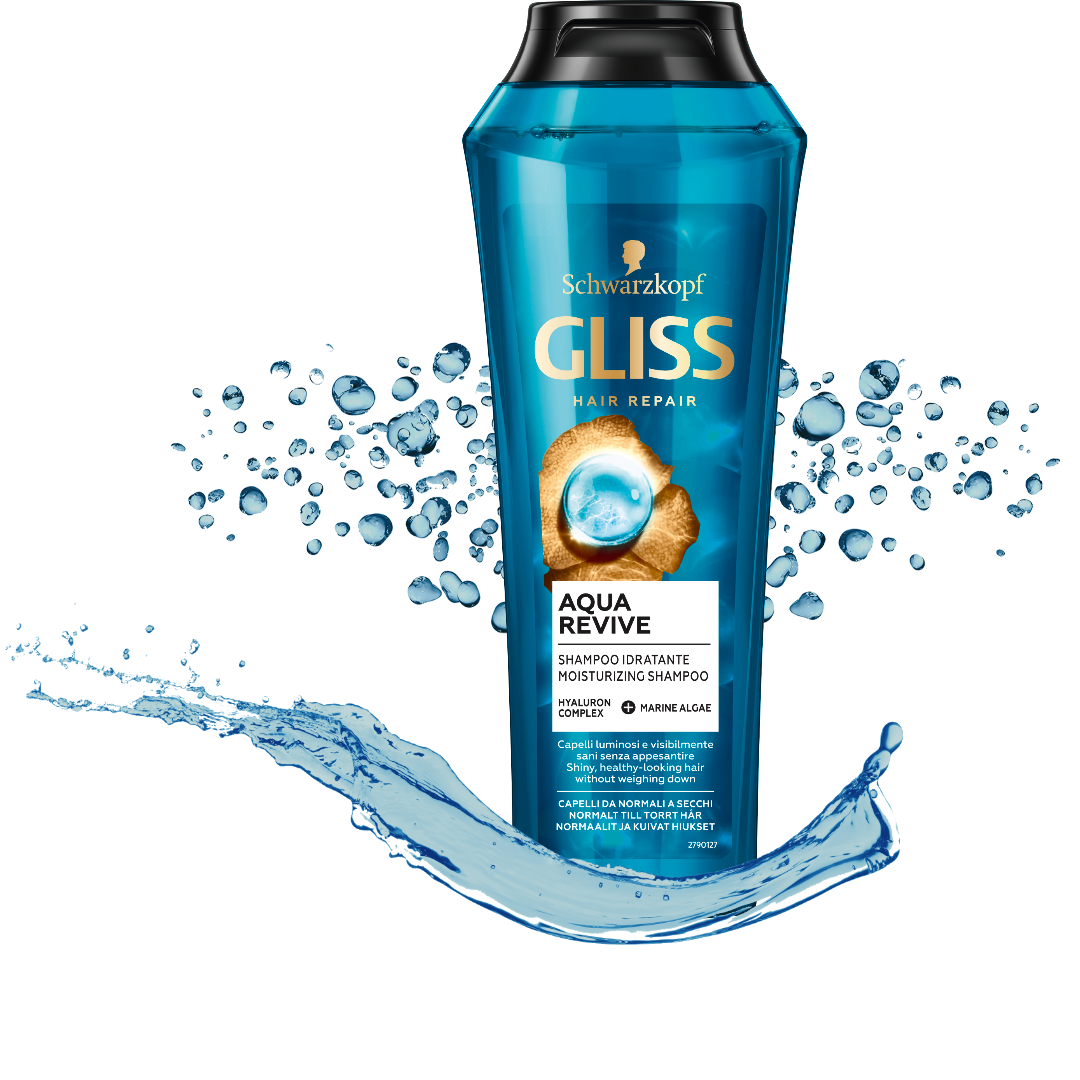 Schwarzkopf
GLISS
HAIR REPAIR
AQUA
REVIVE
SHAMPOO IDRATANTE
MOISTURIZING SHAMPOO
HYALURON
COMPLEX
+
MARINE ALGAE
Capelli luminosi e visibilmente
sani senza appesantire
Shiny, healthy-looking hair
without weighing down
CAPELLI DA NORMALI A SECCHI
NORMALT TILL TORRT HÅR
NORMAALIT JA KUIVAT HIUKSET
2790127